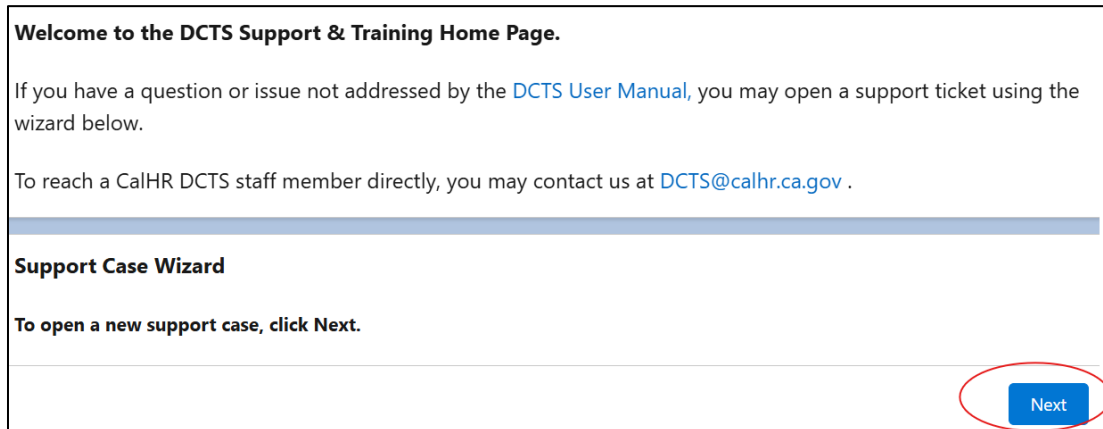 Welcome to the DCTS Support & Training Home Page.
If you have a question or issue not addressed by the DCTS User Manual, you may open a support ticket using the
wizard below.
To reach a CalHR DCTS staff member directly, you may contact us at DCTS@calhr.ca.gov .
Support Case Wizard
To open a new support case, click Next.
Next